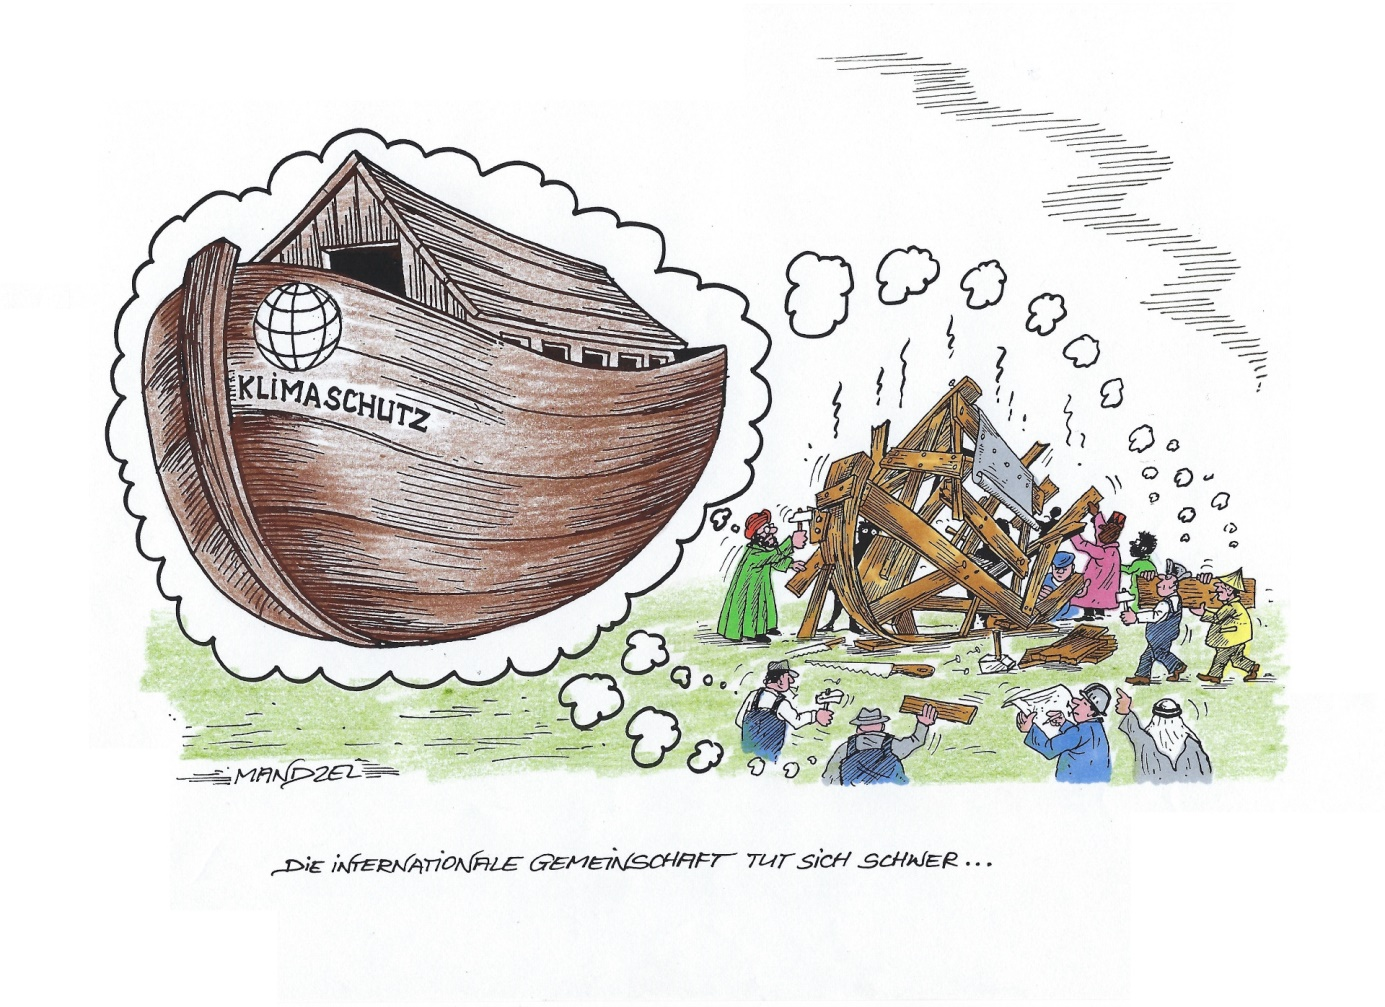 KLIMASCHUTZ
MANDZEL
DIE INTERNATIONALE GEMEINSCHAFT TUT SICH SCHWER...